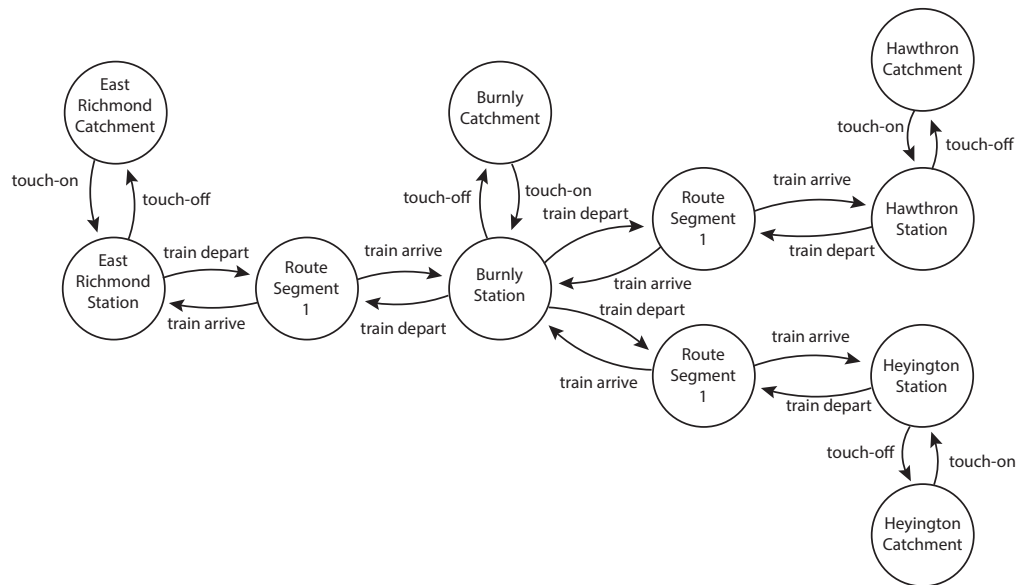 Hawthron
Catchment
East
Richmond
Catchment
Burnly
Catchment
touch-on
touch-off
touch-on
touch-off
touch-off
touch-on
train depart
Route
Segment
1
train arrive
Hawthron
Station
train depart
train arrive
East
Richmond
Station
train depart
train arrive
Route
Segment
1
train arrive
train depart
Burnly
Station
train depart
train arrive
Route
Segment
1
train arrive
train depart
Heyington
Station
touch-off
touch-on
Heyington
Catchment